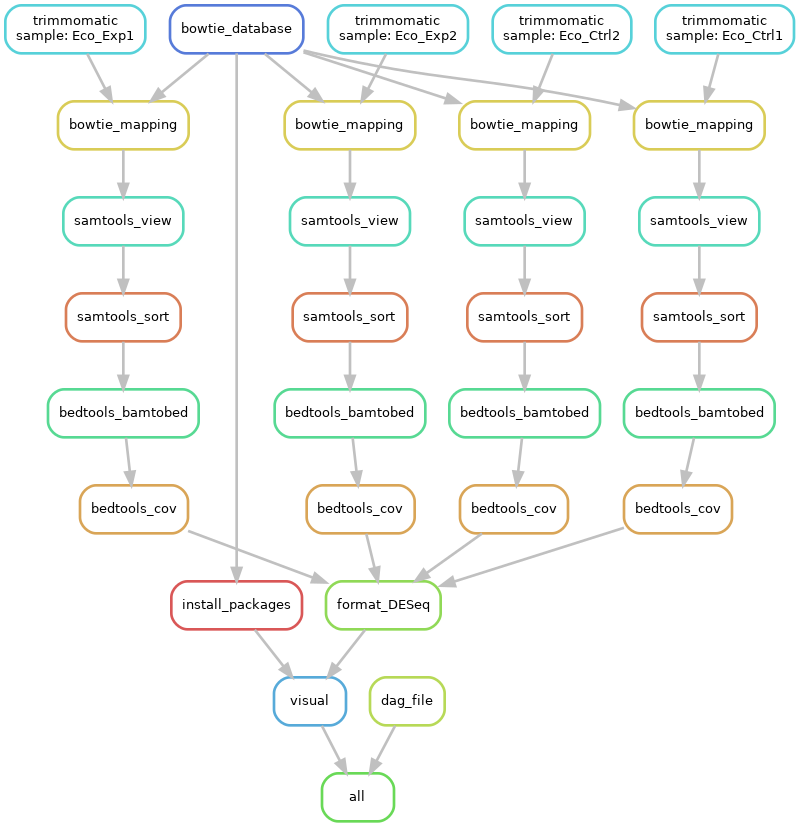 trimmomatic
sample: Eco_Exp1
bowtie_database
trimmomatic
sample: Eco_Exp2
trimmomatic
sample: Eco_Ctrl2
trimmomatic
sample: Eco_Ctrl1
bowtie_mapping
bowtie_mapping
bowtie_mapping
bowtie_mapping
samtools_view
samtools_view
samtools_view
samtools_view
samtools_sort
samtools_sort
samtools_sort
samtools_sort
bedtools_bamtobed
bedtools_bamtobed
bedtools_bamtobed
bedtools_bamtobed
bedtools_cov
bedtools_cov
bedtools_cov
bedtools_cov
install_packages
format_DESeq
visual
dag_file
all